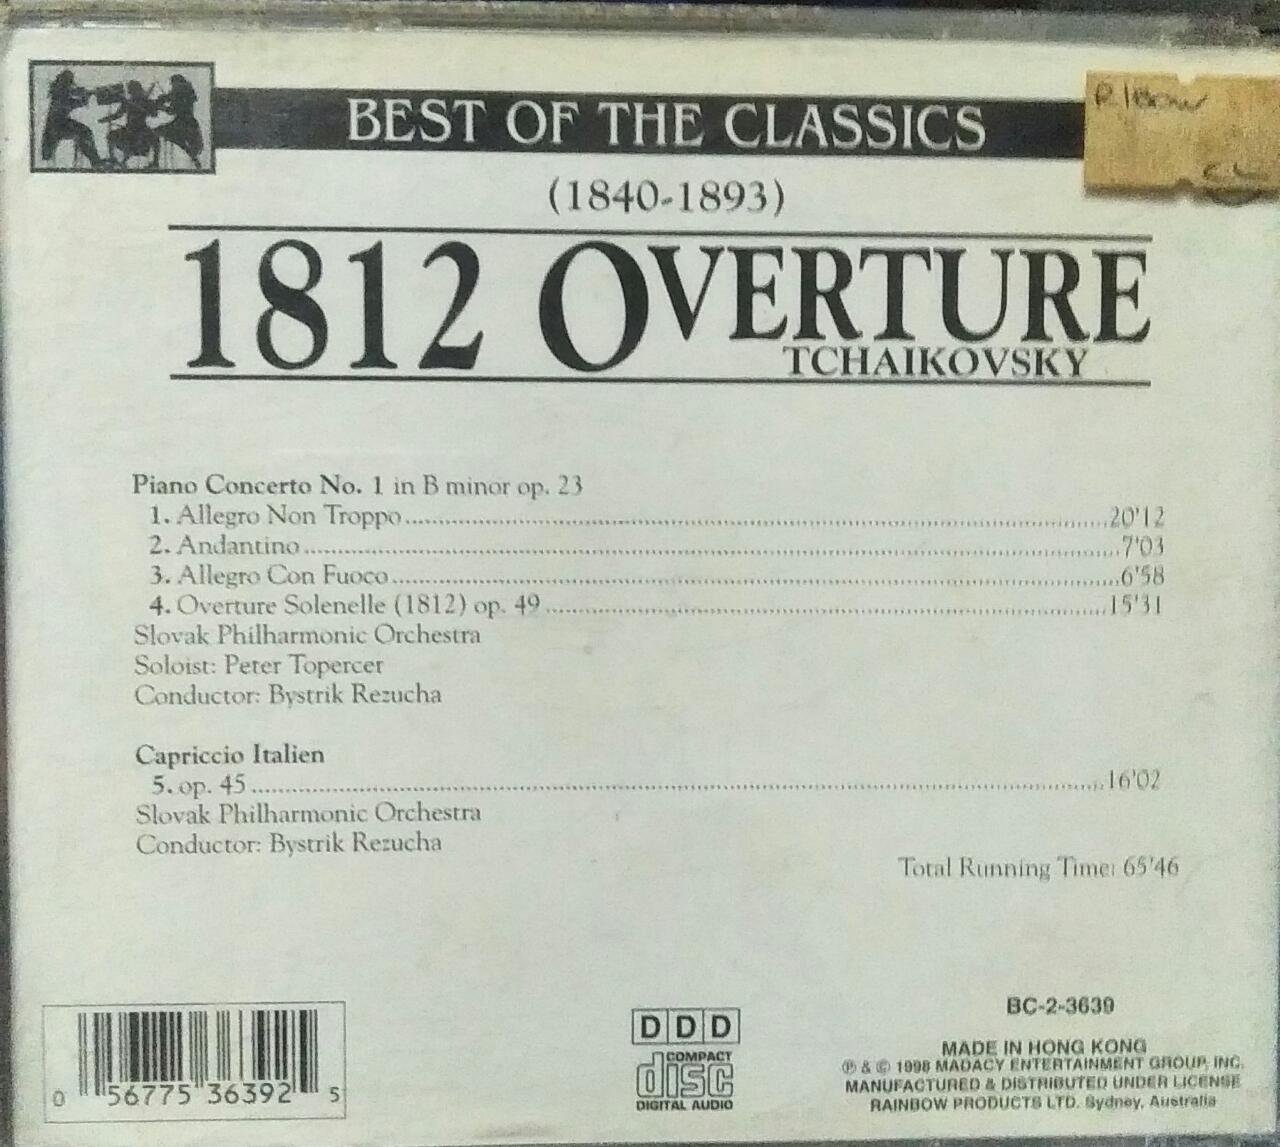 BEST OF THE CLASSICS
(1840-1893)
1812 OVERTURE
TCHAIKOVSKY
Piano Concerto No. 1 in B minor op. 23
1. Allegro Non Troppo........20'12
2. Andantino........7'03
3. Allegro Con Fuoco........6'58
4. Overture Solenelle (1812) op. 49........15'31
Slovak Philharmonic Orchestra
Soloist: Peter Topercer
Conductor: Bystrik Rezucha
Capriccio Italien
5. op. 45........16'02
Slovak Philharmonic Orchestra
Conductor: Bystrik Rezucha
Total Running Time: 65'46
0 56775 36392 5
DDD
COMPACT
disc
DIGITAL AUDIO
BC-2-3639
MADE IN HONG KONG
℗ & © 1998 MADACY ENTERTAINMENT GROUP, INC.
MANUFACTURED & DISTRIBUTED UNDER LICENSE
RAINBOW PRODUCTS LTD. Sydney, Australia